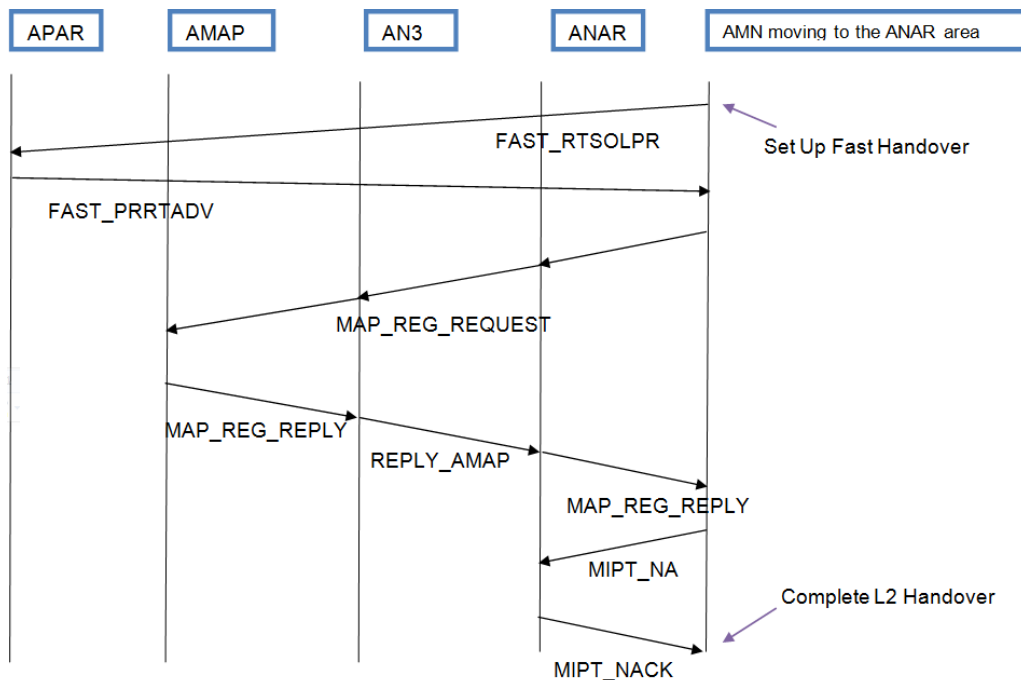 APAR
AMAP
AN3
ANAR
AMN moving to the ANAR area
FAST_RTSOLPR
Set Up Fast Handover
FAST_PRRTADV
MAP_REG_REQUEST
MAP_REG_REPLY
REPLY_AMAP
MAP_REG_REPLY
MIPT_NA
Complete L2 Handover
MIPT_NACK